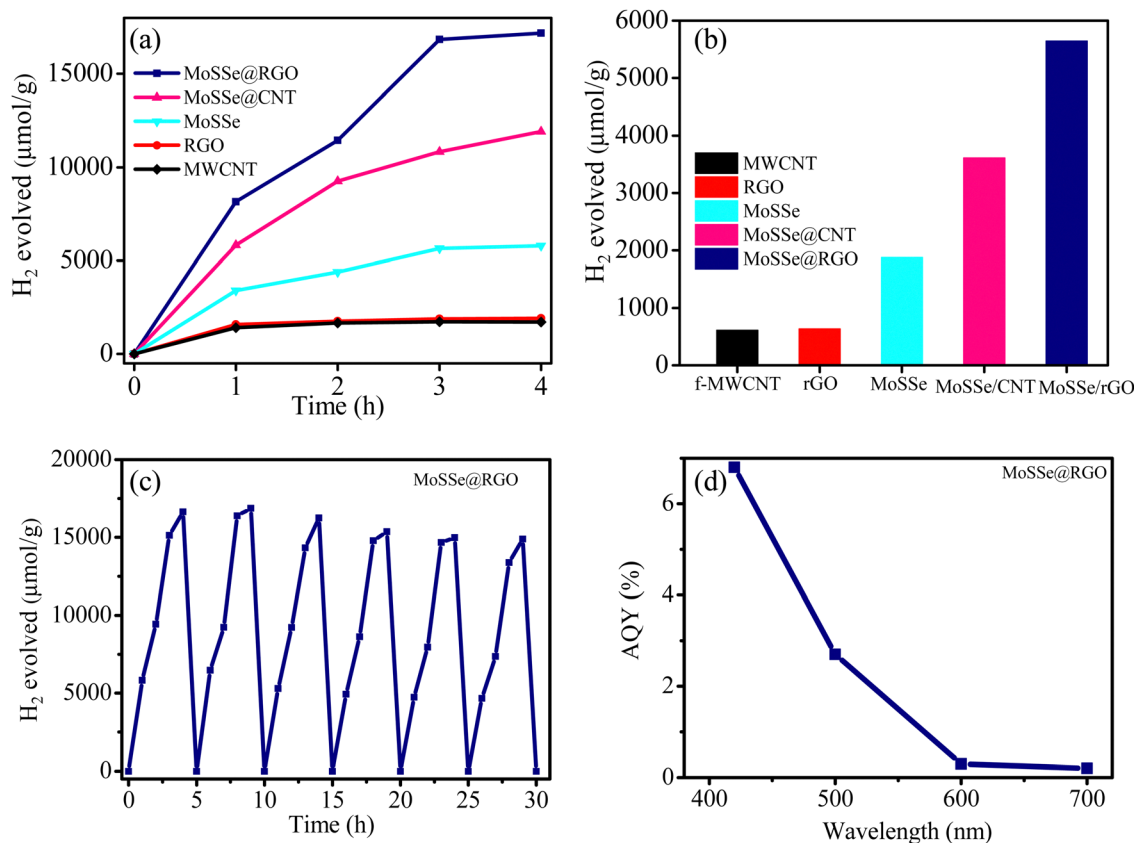 (a)
MoSSe@RGO
MoSSe@CNT
MoSSe
RGO
MWCNT
15000
10000
5000
0
H₂ evolved (μmol/g)
0 1 2 3 4
Time (h)
(b)
MWCNT
RGO
MoSSe
MoSSe@CNT
MoSSe@RGO
6000
5000
4000
3000
2000
1000
0
H₂ evolved (μmol/g)
f-MWCNT rGO MoSSe MoSSe/CNT MoSSe/rGO
(c)
MoSSe@RGO
20000
15000
10000
5000
0
H₂ evolved (μmol/g)
0 5 10 15 20 25 30
Time (h)
(d)
MoSSe@RGO
6
4
2
0
AQY (%)
400 500 600 700
Wavelength (nm)